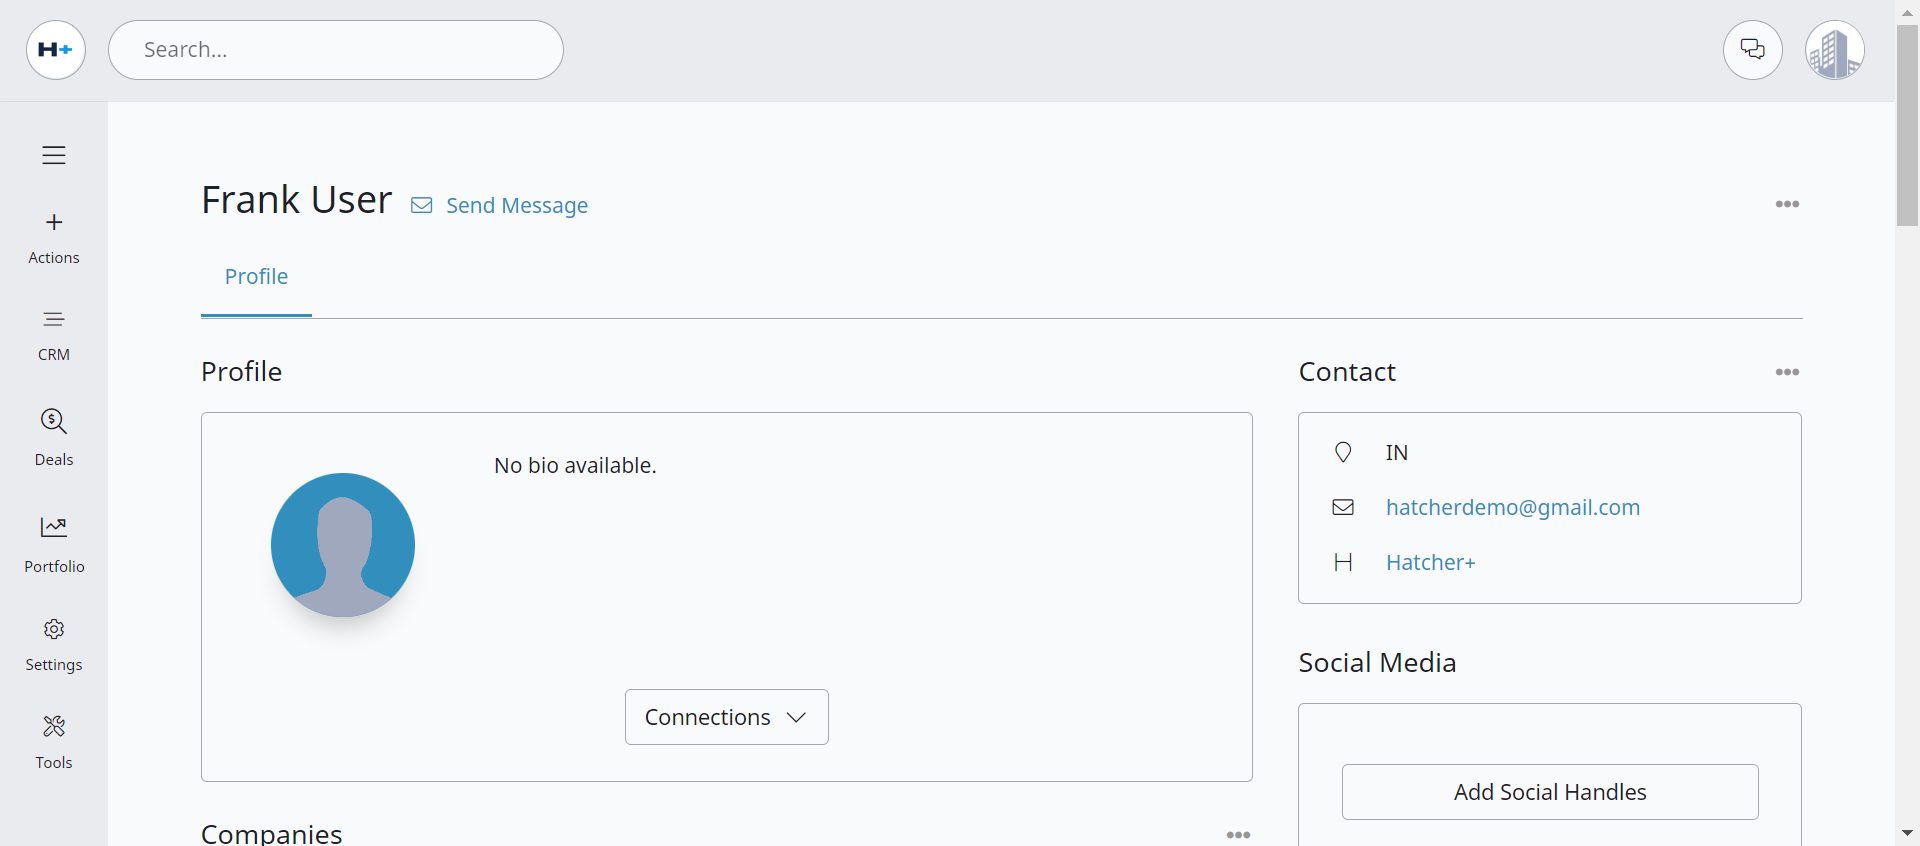 H+
Search...
Frank User
Send Message
Actions
Profile
CRM
Profile
Contact
Deals
No bio available.
IN
hatcherdemo@gmail.com
Portfolio
Hatcher+
Settings
Social Media
Connections
Tools
Add Social Handles
Companies